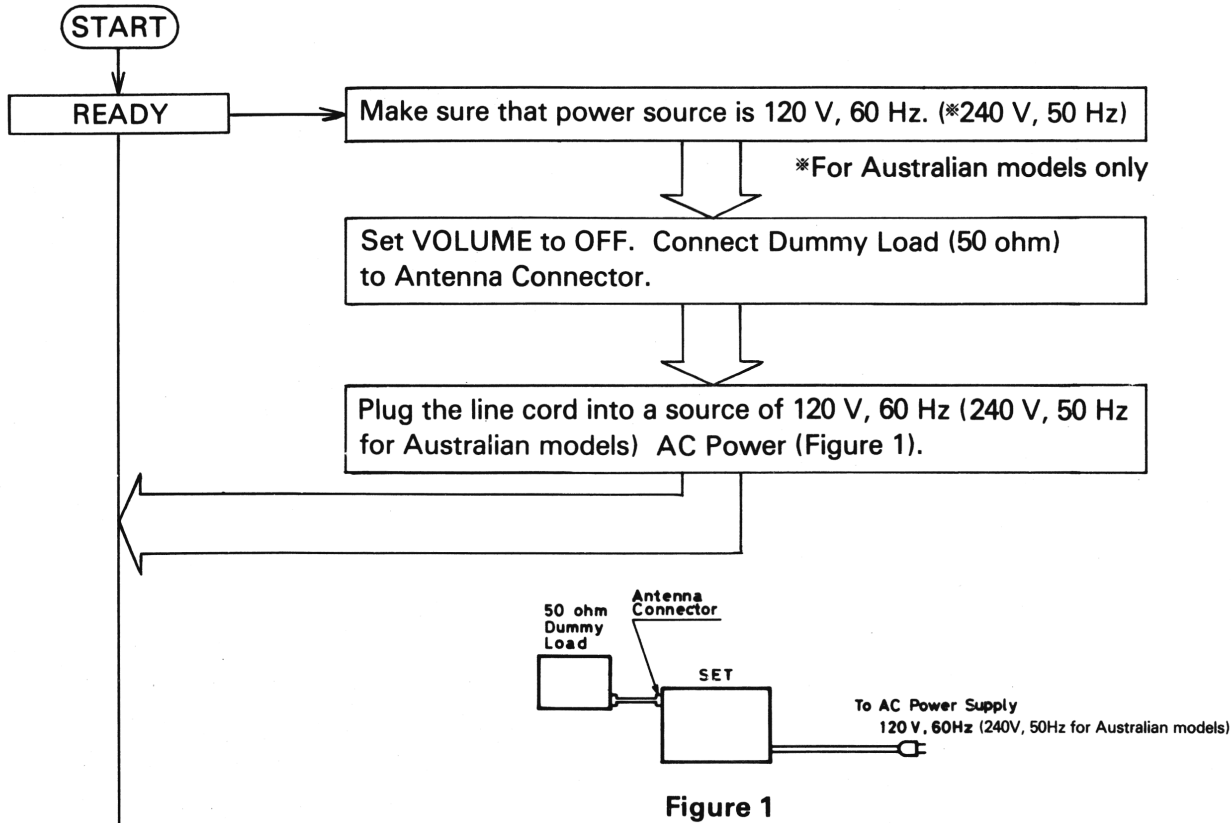 START
READY
Make sure that power source is 120 V, 60 Hz. (※240 V, 50 Hz)
※For Australian models only
Set VOLUME to OFF. Connect Dummy Load (50 ohm)
to Antenna Connector.
Plug the line cord into a source of 120 V, 60 Hz (240 V, 50 Hz
for Australian models) AC Power (Figure 1).
50 ohm
Dummy
Load
Antenna
Connector
SET
To AC Power Supply
120 V, 60Hz (240V, 50Hz for Australian models)
Figure 1